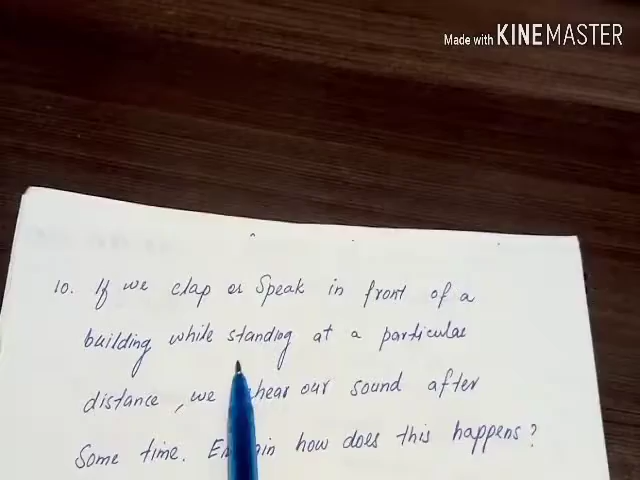 Made with KINEMASTER
10. If we clap or Speak in front of a
building while standing at a particular
distance, we hear our sound after
Some time. how does this happens?